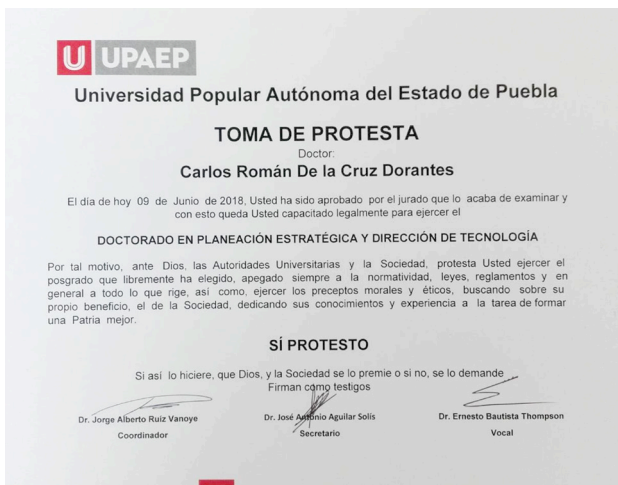 U UPAEP
Universidad Popular Autónoma del Estado de Puebla
TOMA DE PROTESTA
Doctor:
Carlos Román De la Cruz Dorantes
El día de hoy 09 de Junio de 2018, Usted ha sido aprobado por el jurado que lo acaba de examinar y
con esto queda Usted capacitado legalmente para ejercer el
DOCTORADO EN PLANEACIÓN ESTRATÉGICA Y DIRECCIÓN DE TECNOLOGÍA
Por tal motivo, ante Dios, las Autoridades Universitarias y la Sociedad, protesta Usted ejercer el
posgrado que libremente ha elegido, apegado siempre a la normatividad, leyes, reglamentos y en
general a todo lo que rige, así como, ejercer los preceptos morales y éticos, buscando sobre su
propio beneficio, el de la Sociedad, dedicando sus conocimientos y experiencia a la tarea de formar
una Patria mejor.
SÍ PROTESTO
Si así lo hiciere, que Dios, y la Sociedad se lo premie o si no, se lo demande
Firman como testigos
Dr. Jorge Alberto Ruiz Vanoye
Dr. José Antonio Aguilar Solís
Dr. Ernesto Bautista Thompson
Coordinador
Secretario
Vocal